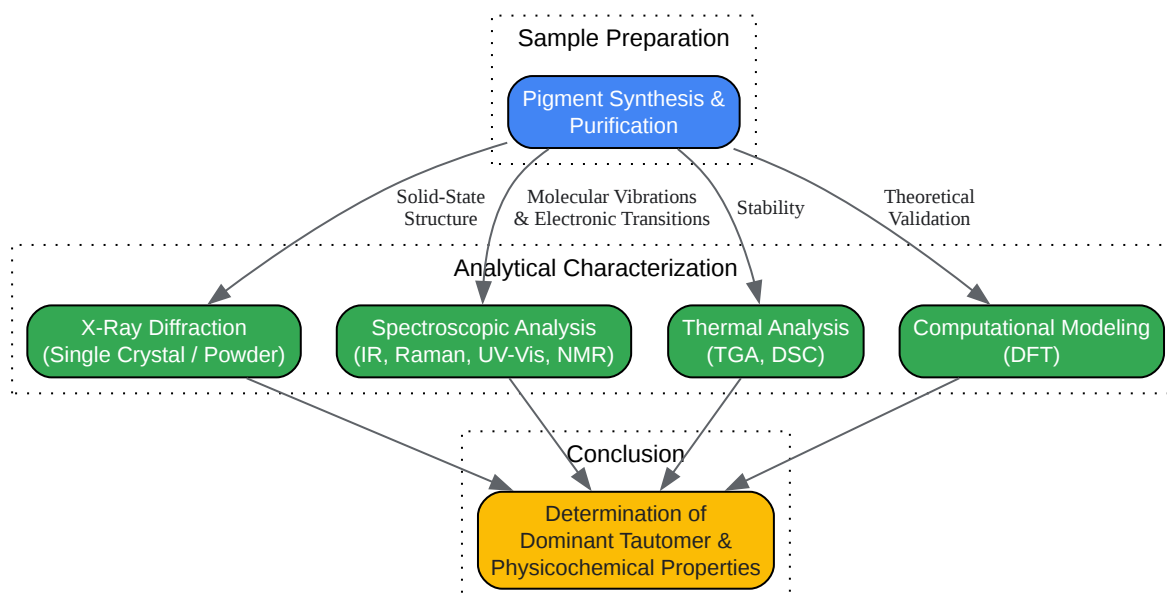 Sample Preparation
Pigment Synthesis &
Purification
Solid-State
Structure
Molecular Vibrations
& Electronic Transitions
Stability
Theoretical
Validation
Analytical Characterization
X-Ray Diffraction
(Single Crystal / Powder)
Spectroscopic Analysis
(IR, Raman, UV-Vis, NMR)
Thermal Analysis
(TGA, DSC)
Computational Modeling
(DFT)
Conclusion
Determination of
Dominant Tautomer &
Physicochemical Properties